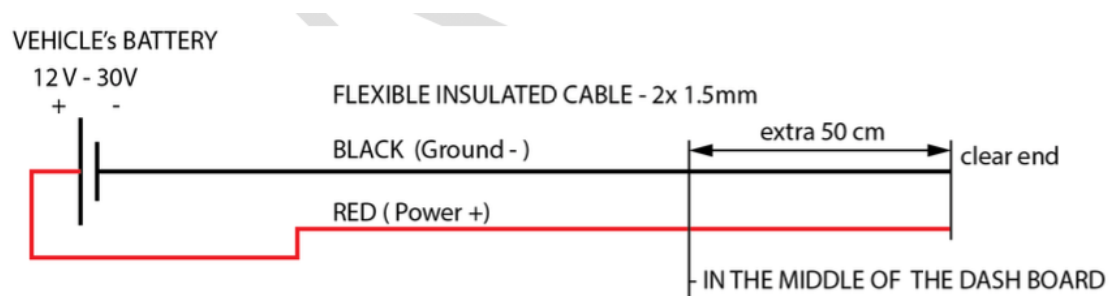 VEHICLE's BATTERY
12 V - 30V
+ -
FLEXIBLE INSULATED CABLE - 2x 1.5mm
extra 50 cm
BLACK (Ground - )
clear end
RED ( Power +)
- IN THE MIDDLE OF THE DASH BOARD